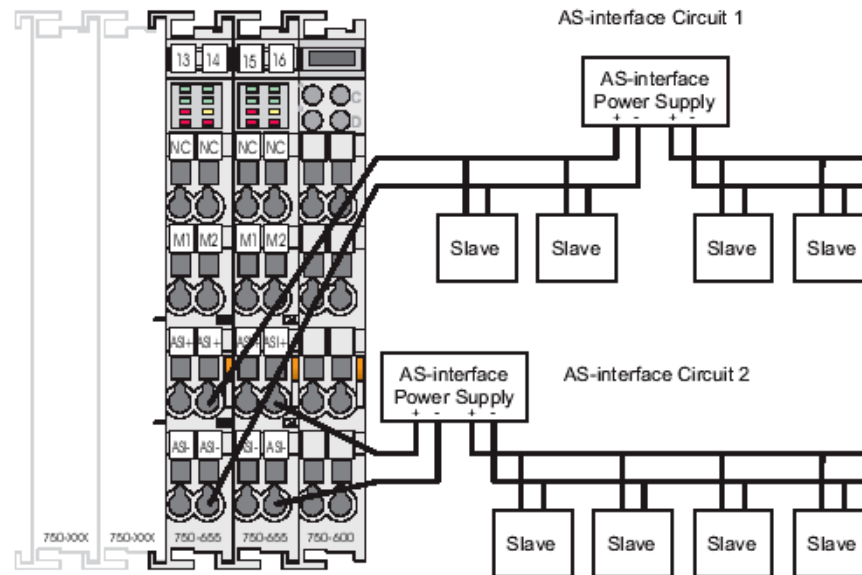 AS-interface Circuit 1
13 14 15 16
AS-interface
Power Supply
+ - + -
C
D
NC NC NC NC
M1 M2 M1 M2
Slave Slave Slave Slave
ASI+ ASI+ ASI+ ASI+
AS-interface
Power Supply
+ - + -
AS-interface Circuit 2
ASI- ASI- ASI- ASI-
750-XXX 750-XXX 750-655 750-655 750-600
Slave Slave Slave Slave